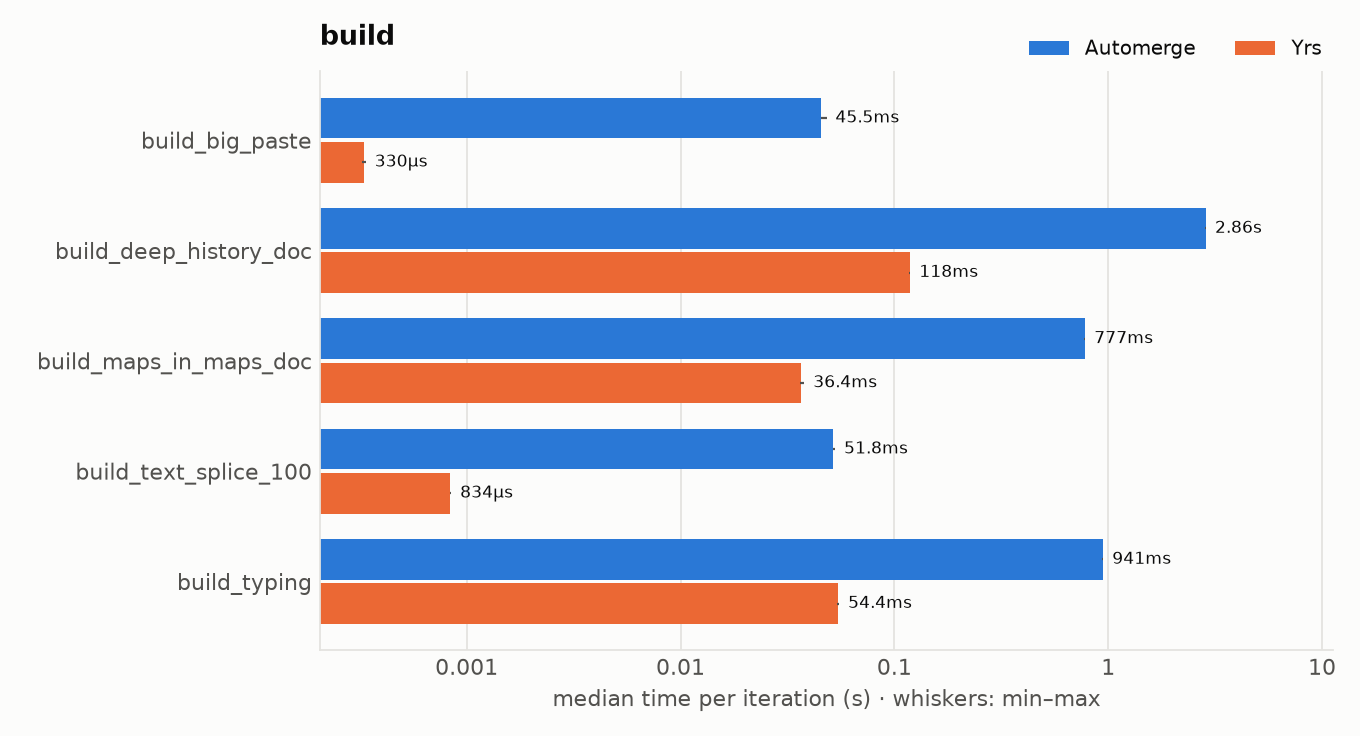 build
Automerge
Yrs
build_big_paste
45.5ms
330µs
build_deep_history_doc
2.86s
118ms
build_maps_in_maps_doc
777ms
36.4ms
build_text_splice_100
51.8ms
834µs
build_typing
941ms
54.4ms
0.001 0.01 0.1 1 10
median time per iteration (s) · whiskers: min–max